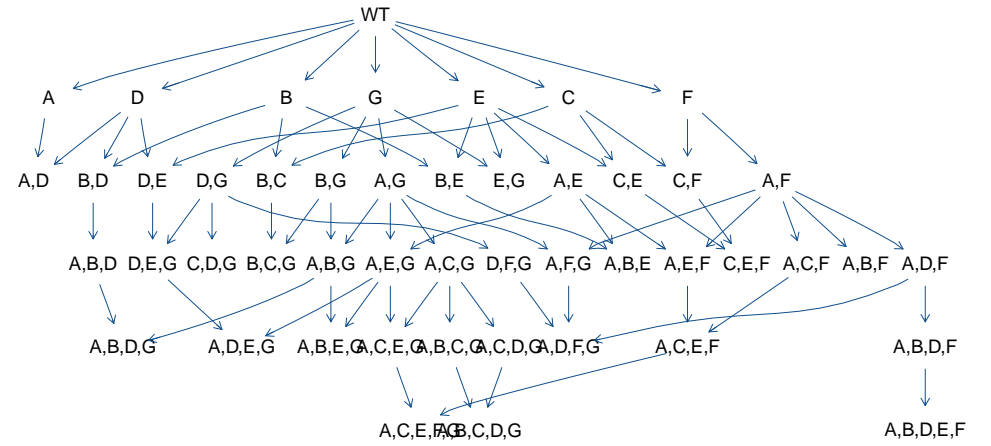 WT
A D B G E C F
A,D B,D D,E D,G B,C B,G A,G B,E E,G A,E C,E C,F A,F
A,B,D D,E,G C,D,G B,C,G A,B,G A,E,G A,C,G D,F,G A,F,G A,B,E A,E,F C,E,F A,C,F A,B,F A,D,F
A,B,D,G A,D,E,G A,B,E,G A,C,E,G A,B,C,G A,C,D,G A,D,F,G A,C,E,F A,B,D,F
A,C,E,F,G A,B,C,D,G A,B,D,E,F